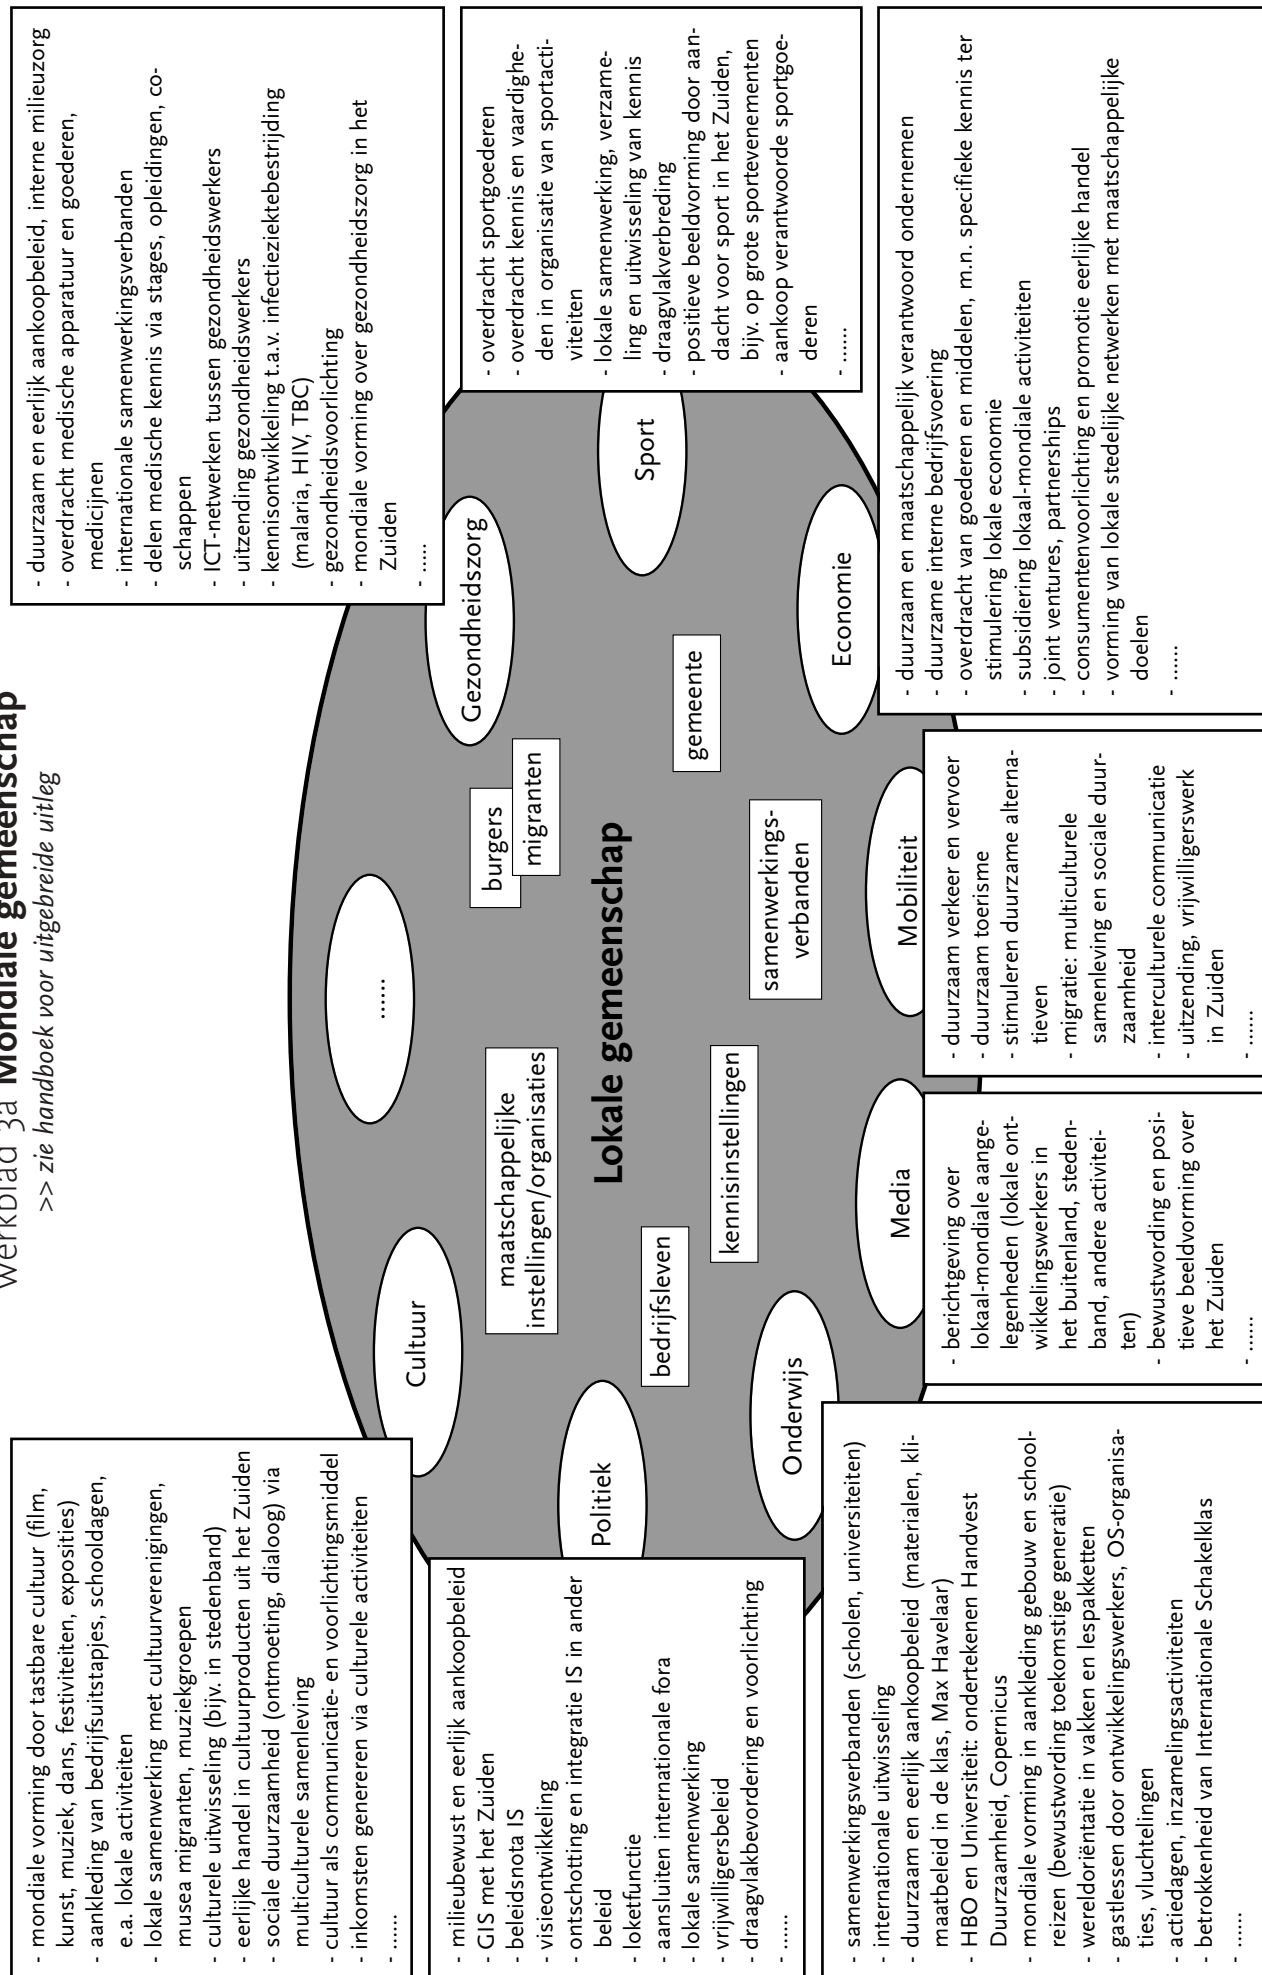 Werkblad 3a Mondiale gemeenschap
>> zie handboek voor uitgebreide uitleg
- mondiale vorming door tastbare cultuur (film,
kunst, muziek, dans, festiviteiten, exposities)
- aankleding van bedrijfsuitstapjes, schooldagen,
e.a. lokale activiteiten
- lokale samenwerking met cultuurverenigingen,
musea migranten, muziekgroepen
- culturele uitwisseling (bijv. in stedenband)
- eerlijke handel in cultuurproducten uit het Zuiden
- sociale duurzaamheid (ontmoeting, dialoog) via
multiculturele samenleving
- cultuur als communicatie- en voorlichtingsmiddel
- inkomsten genereren via culturele activiteiten
- ......
Cultuur
......
Gezondheidszorg
- duurzaam en eerlijk aankoopbeleid, interne milieuzorg
- overdracht medische apparatuur en goederen,
medicijnen
- internationale samenwerkingsverbanden
- delen medische kennis via stages, opleidingen, co-
schappen
- ICT-netwerken tussen gezondheidswerkers
- uitzending gezondheidswerkers
- kennisontwikkeling t.a.v. infectieziektebestrijding
(malaria, HIV, TBC)
- gezondheidsvoorlichting
- mondiale vorming over gezondheidszorg in het
Zuiden
- .....
- milieubewust en eerlijk aankoopbeleid
- GIS met het Zuiden
- beleidsnota IS
- visieontwikkeling
- ontschotting en integratie IS in ander
beleid
- loketfunctie
- aansluiten internationale fora
- lokale samenwerking
- vrijwilligersbeleid
- draagvlakbevordering en voorlichting
- ......
Politiek
maatschappelijke
instellingen/organisaties
burgers
migranten
Lokale gemeenschap
bedrijfsleven
kennisinstellingen
samenwerkings-
verbanden
gemeente
Sport
- overdracht sportgoederen
- overdracht kennis en vaardighe-
den in organisatie van sportacti-
viteiten
- lokale samenwerking, verzame-
ling en uitwisseling van kennis
- draagvlakverbreding
- positieve beeldvorming door aan-
dacht voor sport in het Zuiden,
bijv. op grote sportevenementen
- aankoop verantwoorde sportgoe-
deren
- ......
Onderwijs
- samenwerkingsverbanden (scholen, universiteiten)
- internationale uitwisseling
- duurzaam en eerlijk aankoopbeleid (materialen, kli-
maatbeleid in de klas, Max Havelaar)
- HBO en Universiteit: ondertekenen Handvest
Duurzaamheid, Copernicus
- mondiale vorming in aankleding gebouw en school-
reizen (bewustwording toekomstige generatie)
- wereldoriëntatie in vakken en lespakketten
- gastlessen door ontwikkelingswerkers, OS-organisa-
ties, vluchtelingen
- actiedagen, inzamelingsactiviteiten
- betrokkenheid van Internationale Schakelklas
- ......
Media
- berichtgeving over
lokaal-mondiale aange-
legenheden (lokale ont-
wikkelingswerkers in
het buitenland, steden-
band, andere activitei-
ten)
- bewustwording en posi-
tieve beeldvorming over
het Zuiden
- ......
Mobiliteit
- duurzaam verkeer en vervoer
- duurzaam toerisme
- stimuleren duurzame alterna-
tieven
- migratie: multiculturele
samenleving en sociale duur-
zaamheid
- interculturele communicatie
- uitzending, vrijwilligerswerk
in Zuiden
- ......
Economie
- duurzaam en maatschappelijk verantwoord ondernemen
- duurzame interne bedrijfsvoering
- overdracht van goederen en midden, m.n. specifieke kennis ter
stimulering lokale economie
- subsidiering lokaal-mondiale activiteiten
- joint ventures, partnerships
- consumentenvoorlichting en promotie eerlijke handel
- vorming van lokale stedelijke netwerken met maatschappelijke
doelen
- ......